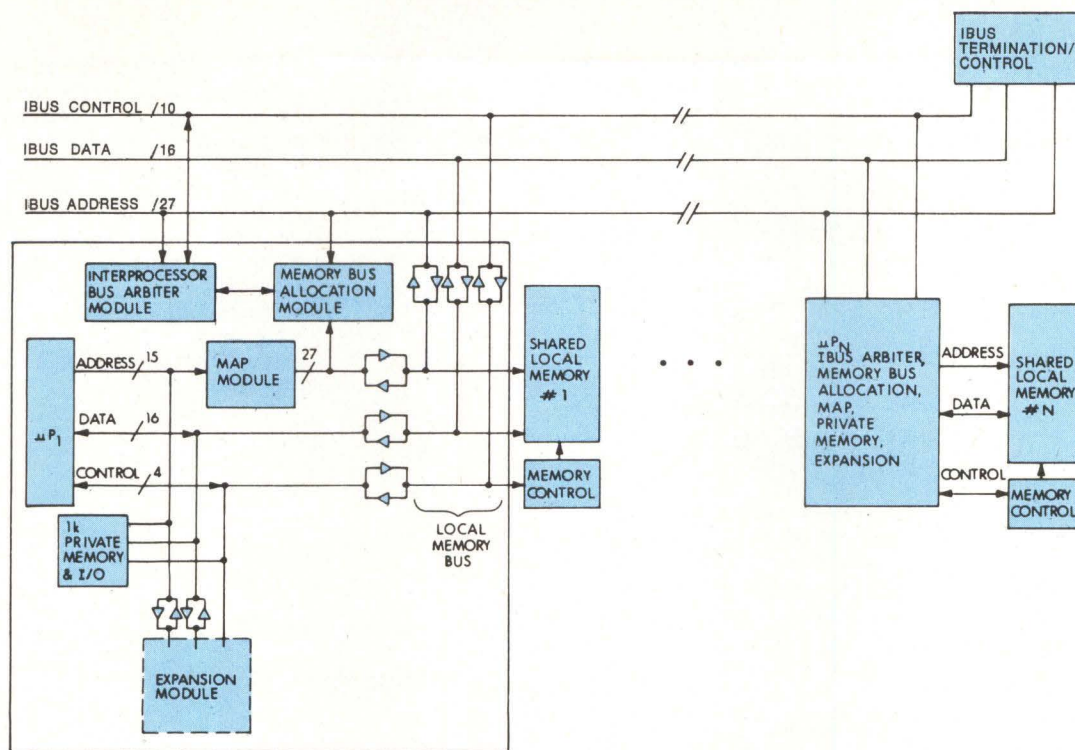 IBUS
TERMINATION/
CONTROL
IBUS CONTROL /10
IBUS DATA /16
IBUS ADDRESS /27
INTERPROCESSOR
BUS ARBITER
MODULE
MEMORY BUS
ALLOCATION
MODULE
μP1
ADDRESS 15
MAP
MODULE
27
DATA 16
CONTROL 4
1k
PRIVATE
MEMORY
& I/O
EXPANSION
MODULE
LOCAL
MEMORY
BUS
SHARED
LOCAL
MEMORY
#1
MEMORY
CONTROL
μPN
IBUS ARBITER,
MEMORY BUS
ALLOCATION,
MAP,
PRIVATE
MEMORY,
EXPANSION
ADDRESS
DATA
CONTROL
SHARED
LOCAL
MEMORY
#N
MEMORY
CONTROL